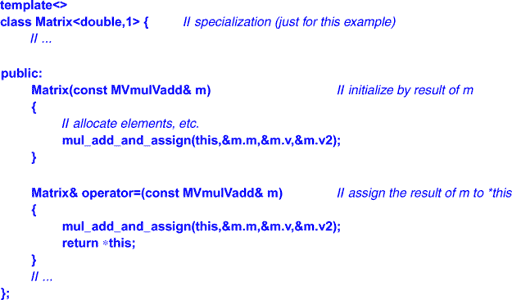 template<>
class Matrix<double,1> { // specialization (just for this example)
// ...
public:
Matrix(const MVmulVadd& m) // initialize by result of m
{
// allocate elements, etc.
mul_add_and_assign(this,&m.m,&m.v,&m.v2);
}
Matrix& operator=(const MVmulVadd& m) // assign the result of m to *this
{
mul_add_and_assign(this,&m.m,&m.v,&m.v2);
return *this;
}
// ...
};